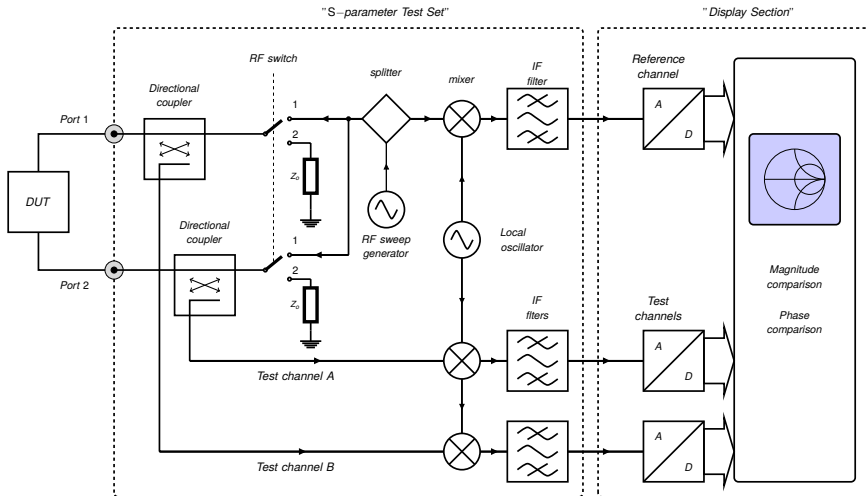 "S–parameter Test Set"
"Display Section"
RF switch
Directional
coupler
Port 1
1
2
Zo
splitter
mixer
IF
filter
Reference
channel
A
D
DUT
Directional
coupler
1
2
Zo
RF sweep
generator
Local
oscillator
Port 2
Magnitude
comparison
Phase
comparison
IF
filters
Test
channels
A
D
Test channel A
A
D
Test channel B